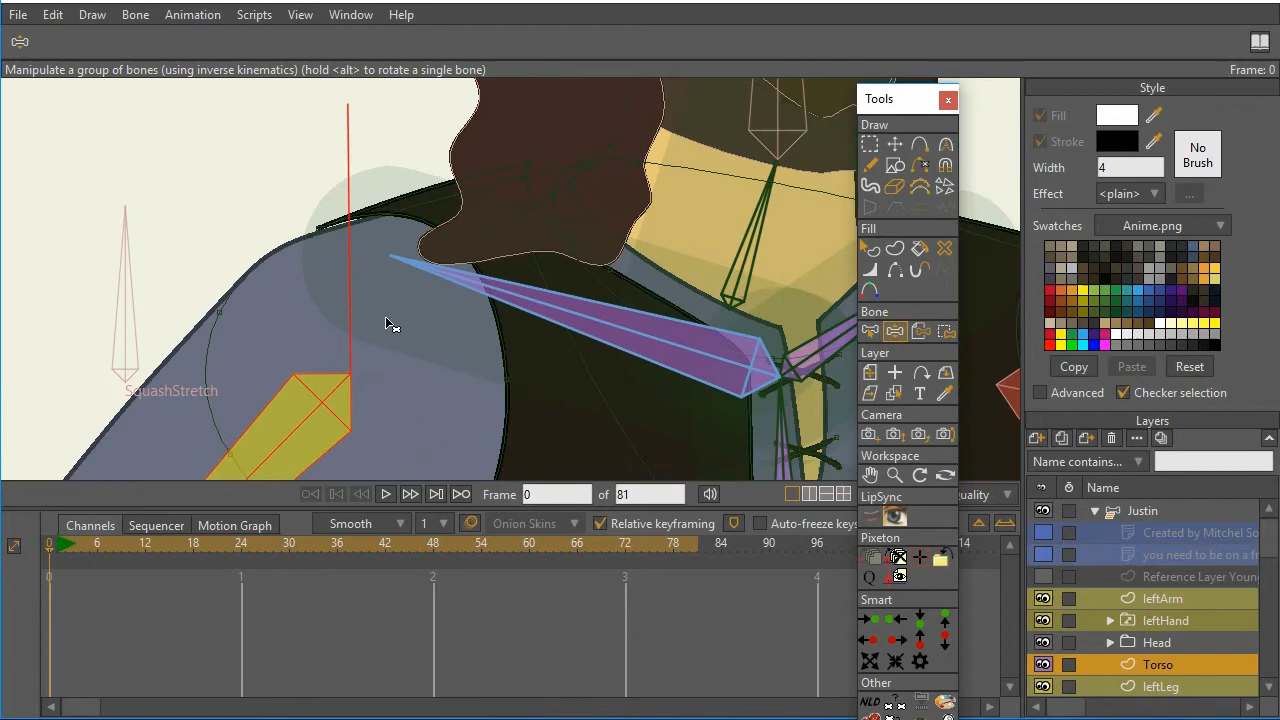 File Edit Draw Bone Animation Scripts View Window Help
Manipulate a group of bones (using inverse kinematics) (hold <alt> to rotate a single bone) Frame: 0
Style
Fill
Stroke
No Brush
Width 4
Effect <plain> ...
Swatches Anime.png
Copy Paste Reset
Advanced Checker selection
Layers
Name contains...
Name
Justin
Created by Mitchel So
you need to be on a fr
Reference Layer Youn
leftArm
leftHand
Head
Torso
leftLeg
Tools
Draw
Fill
Bone
Layer
T
Camera
Workspace
LipSync
Pixeton
Q
Smart
Other
NLD
SquashStretch
Frame 0 of 81 uality
Channels Sequencer Motion Graph Smooth 1 Onion Skins Relative keyframing Auto-freeze keys
0 6 12 18 24 30 36 42 48 54 60 66 72 78 84 90 96 14
0 1 2 3 4